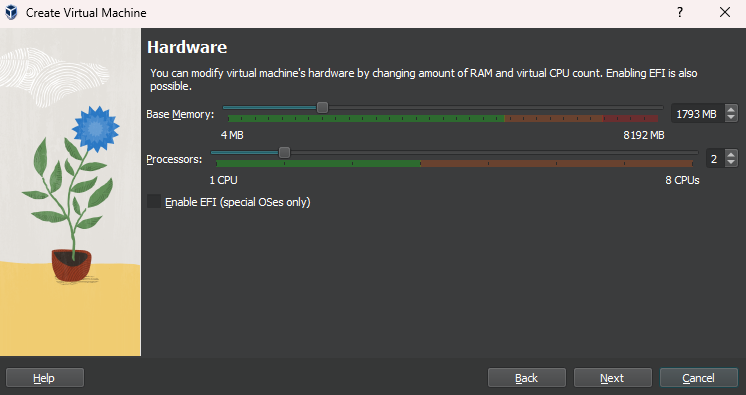 Create Virtual Machine
?
Hardware
You can modify virtual machine's hardware by changing amount of RAM and virtual CPU count. Enabling EFI is also
possible.
Base Memory: 1793 MB
4 MB 8192 MB
Processors: 2
1 CPU 8 CPUs
Enable EFI (special OSes only)
Help Back Next Cancel